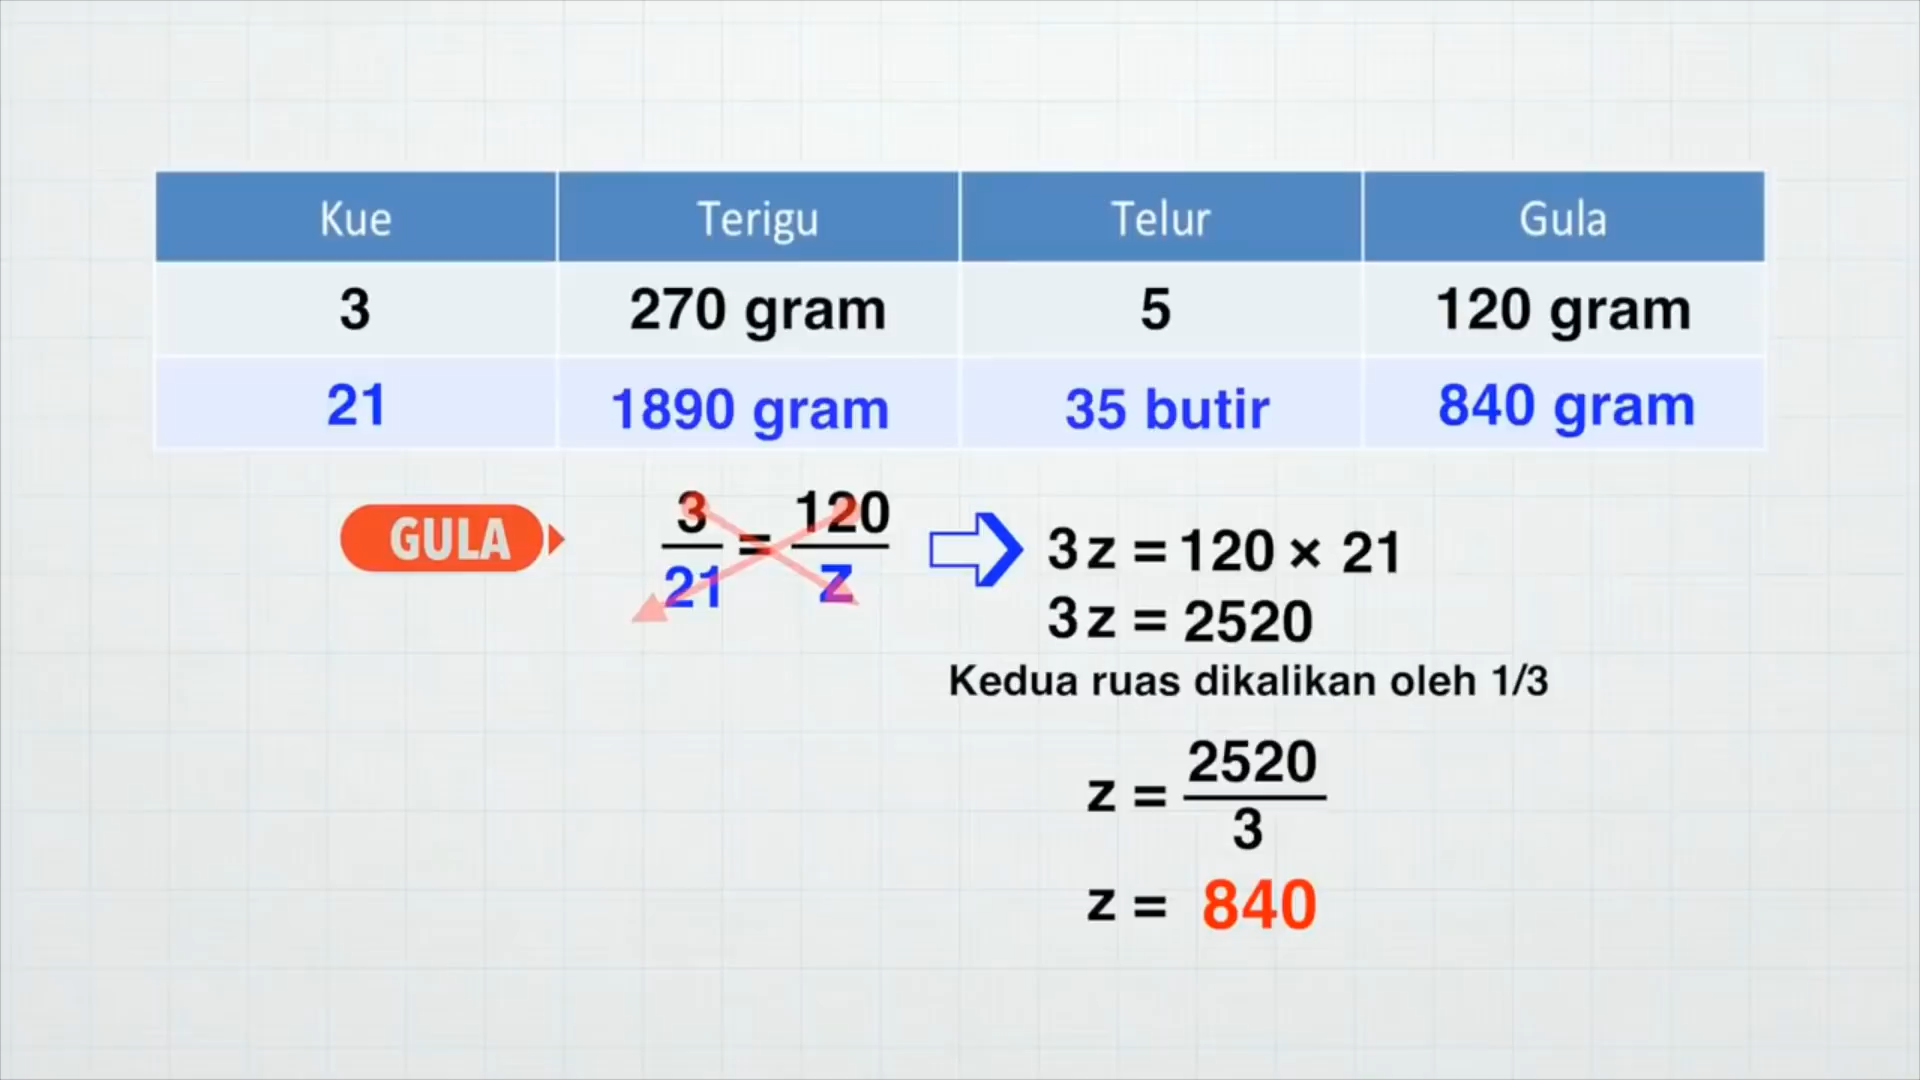 Kue Terigu Telur Gula
3 270 gram 5 120 gram
21 1890 gram 35 butir 840 gram
GULA
3/21 = 120/z
3z = 120 × 21
3z = 2520
Kedua ruas dikalikan oleh 1/3
z = 2520/3
z = 840